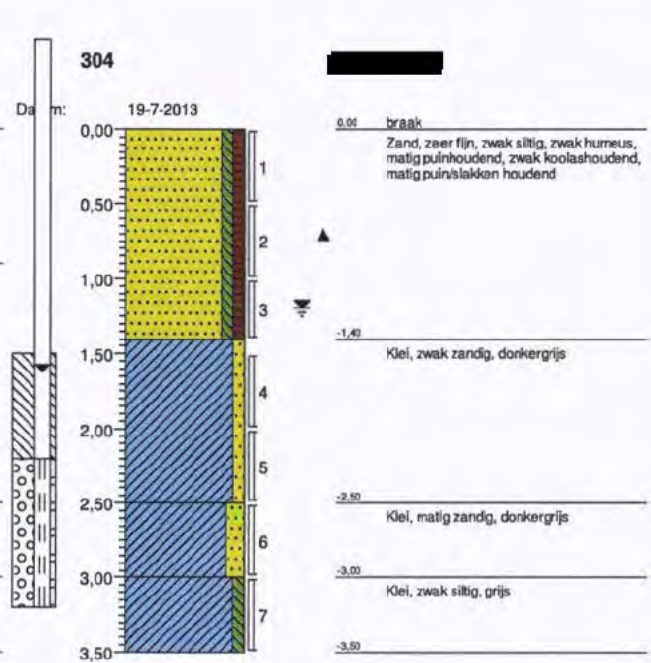 304
Da m: 19-7-2013
0,00
0,50
1,00
1,50
2,00
2,50
3,00
3,50
1
2
3
4
5
6
7
0,00 braak
Zand, zeer fijn, zwak siltig, zwak humeus,
matig puinhoudend, zwak koolashoudend,
matig puin/slakken houdend
-1,40
Klei, zwak zandig, donkergrijs
-2,50
Klei, matig zandig, donkergrijs
-3,00
Klei, zwak siltig, grijs
-3,50